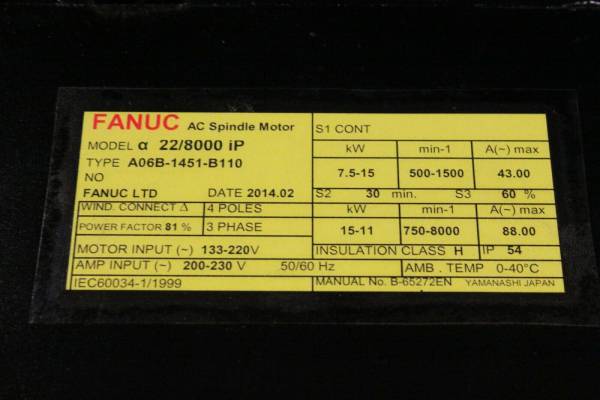 FANUC AC Spindle Motor
MODEL α 22/8000 iP
TYPE A06B-1451-B110
NO
FANUC LTD DATE 2014.02
WIND. CONNECT Δ 4 POLES
POWER FACTOR 81 % 3 PHASE
MOTOR INPUT (~) 133-220V
AMP INPUT (~) 200-230 V 50/60 Hz
IEC60034-1/1999
S1 CONT
kW min-1 A(~) max
7.5-15 500-1500 43.00
S2 30 min. S3 60 %
kW min-1 A(~) max
15-11 750-8000 88.00
INSULATION CLASS H IP 54
AMB . TEMP 0-40°C
MANUAL No. B-65272EN YAMANASHI JAPAN